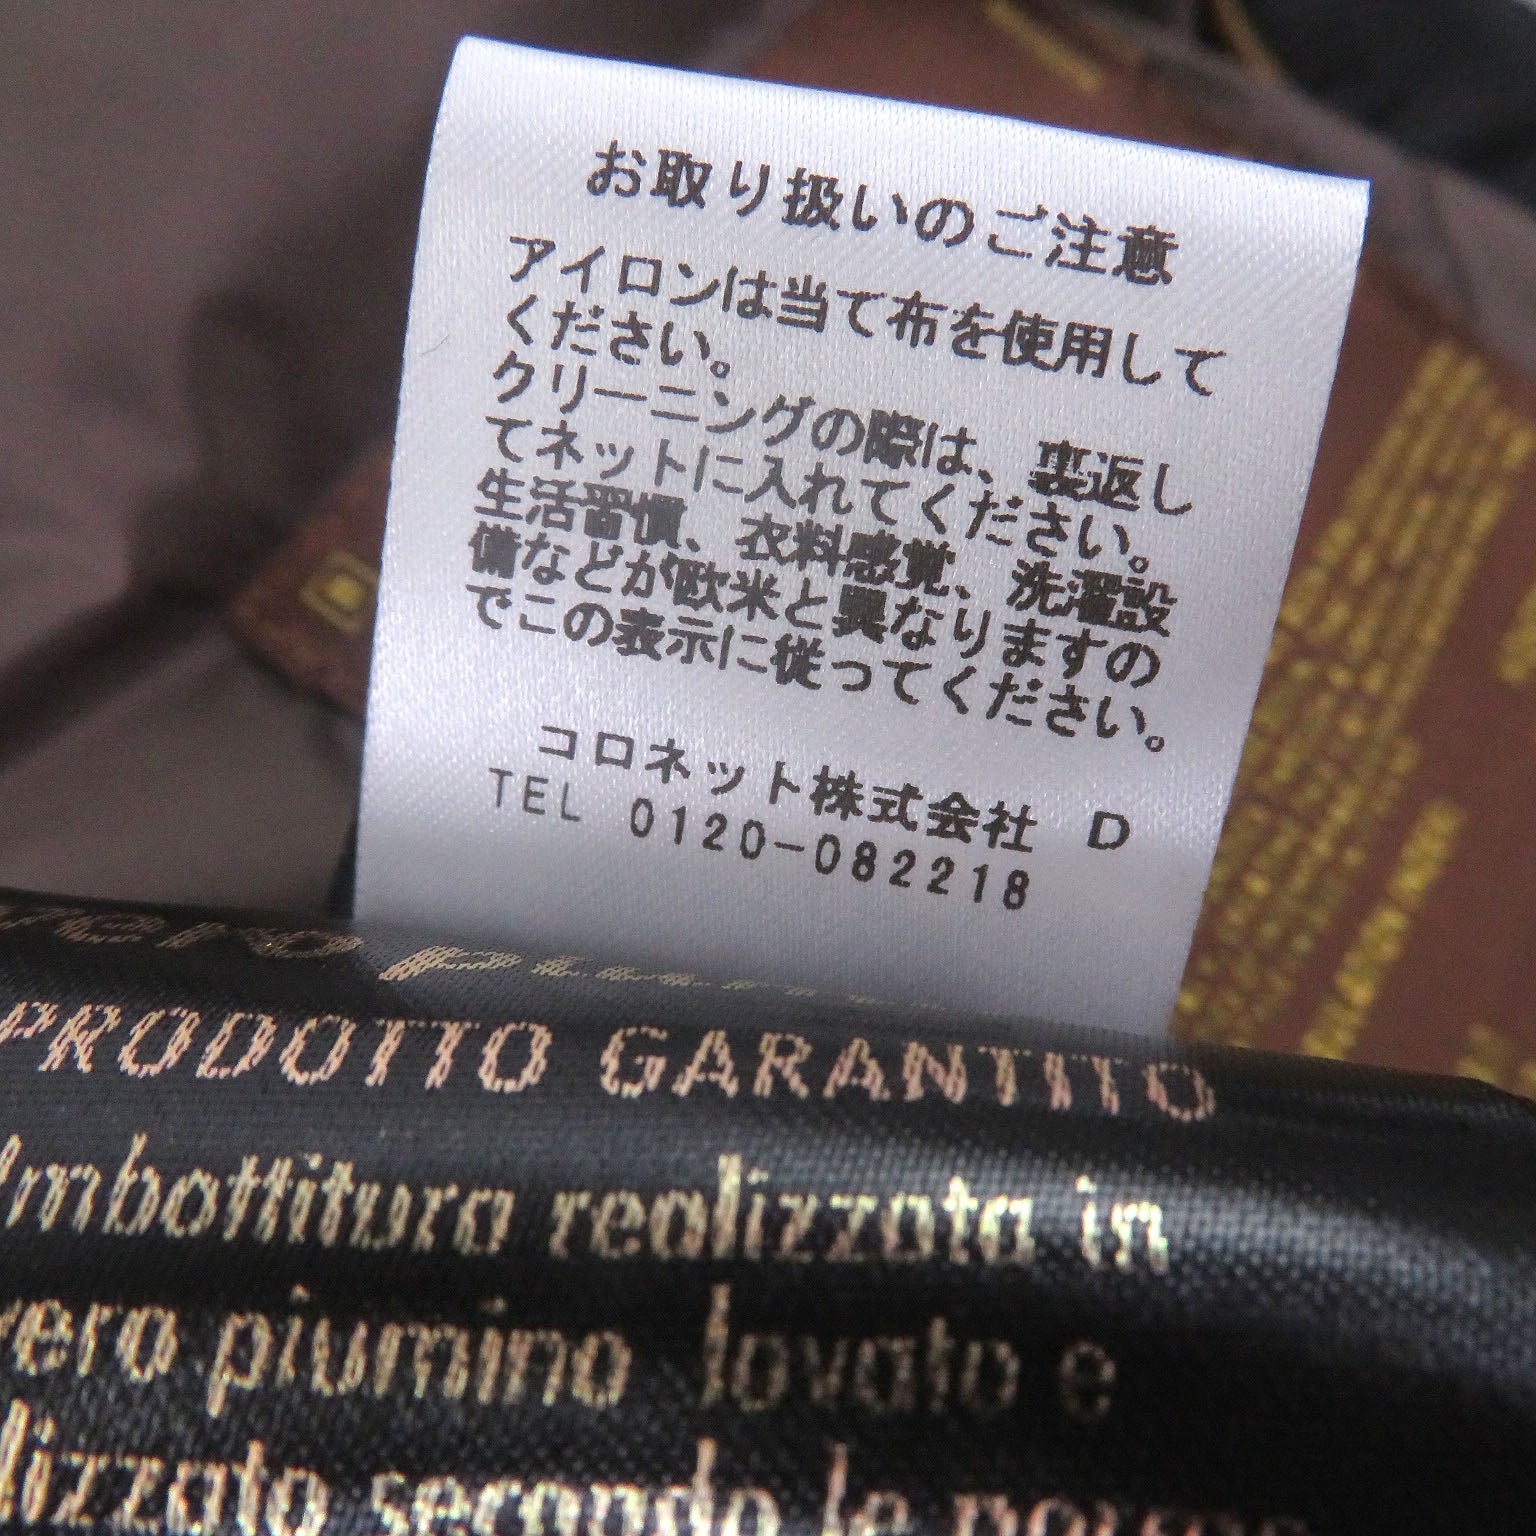 お取り扱いのご注意
アイロンは当て布を使用して
ください。
クリーニングの際は、裏返し
てネットに入れてください。
生活習慣、衣料感覚、洗濯設
備などが欧米と異なりますの
でこの表示に従ってください。
コロネット株式会社 D
TEL 0120-082218
PRODOTTO GARANTITO
Imbottitura realizzata in
vero piumino lavato e
secondo le norme